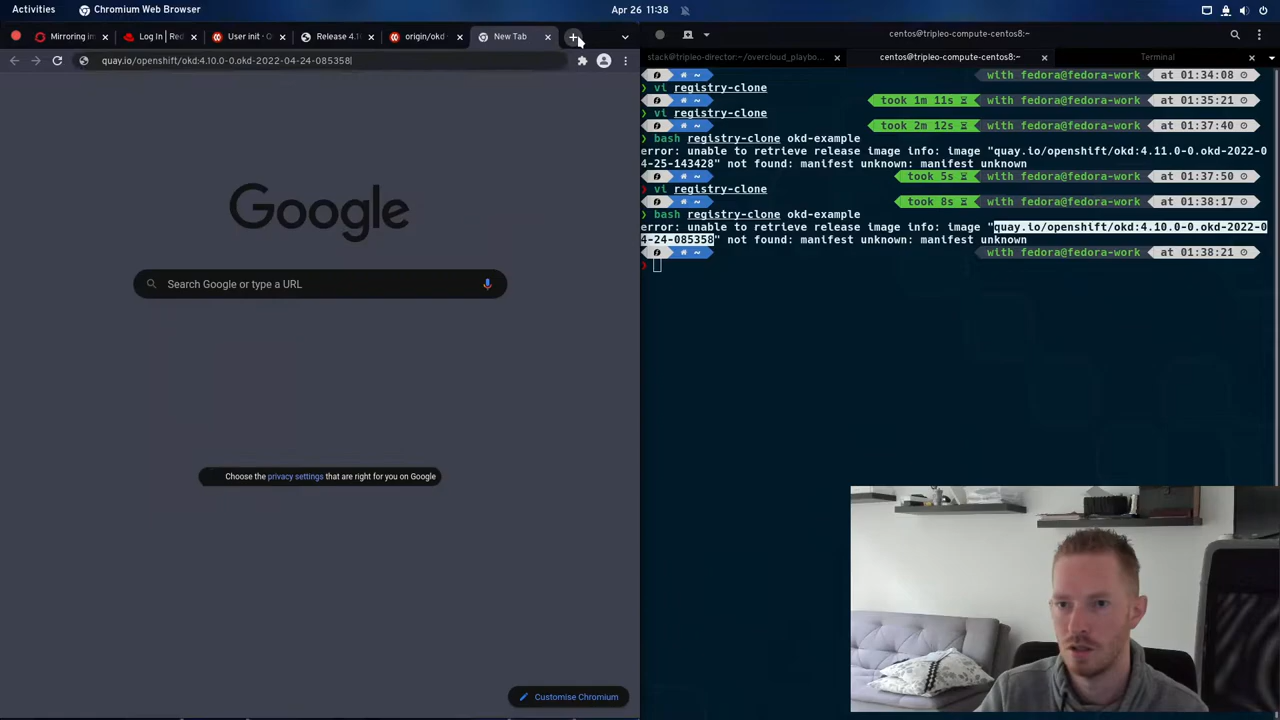 Activities
Chromium Web Browser
Apr 26 11:38
Mirroring im
Log In | Red
User init - G
Release 4.10
origin/okd
New Tab
centos@tripleo-compute-centos8:~
quay.io/openshift/okd:4.10.0-0.okd-2022-04-24-085358
stack@tripleo-director:~/overcloud_playbo...
centos@tripleo-compute-centos8:~
Terminal
~ with fedora@fedora-work at 01:34:08
❯ vi registry-clone
~ took 1m 11s with fedora@fedora-work at 01:35:21
❯ vi registry-clone
~ took 2m 12s with fedora@fedora-work at 01:37:40
❯ bash registry-clone okd-example
error: unable to retrieve release image info: image "quay.io/openshift/okd:4.11.0-0.okd-2022-0
4-25-143428" not found: manifest unknown: manifest unknown
~ took 5s with fedora@fedora-work at 01:37:50
❯ vi registry-clone
~ took 8s with fedora@fedora-work at 01:38:17
❯ bash registry-clone okd-example
error: unable to retrieve release image info: image "quay.io/openshift/okd:4.10.0-0.okd-2022-0
4-24-085358" not found: manifest unknown: manifest unknown
~ with fedora@fedora-work at 01:38:21
❯
Google
Search Google or type a URL
Choose the privacy settings that are right for you on Google
Customise Chromium